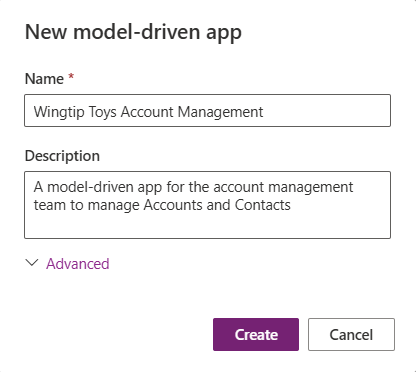 New model-driven app
Name *
Wingtip Toys Account Management
Description
A model-driven app for the account management
team to manage Accounts and Contacts
Advanced
Create Cancel